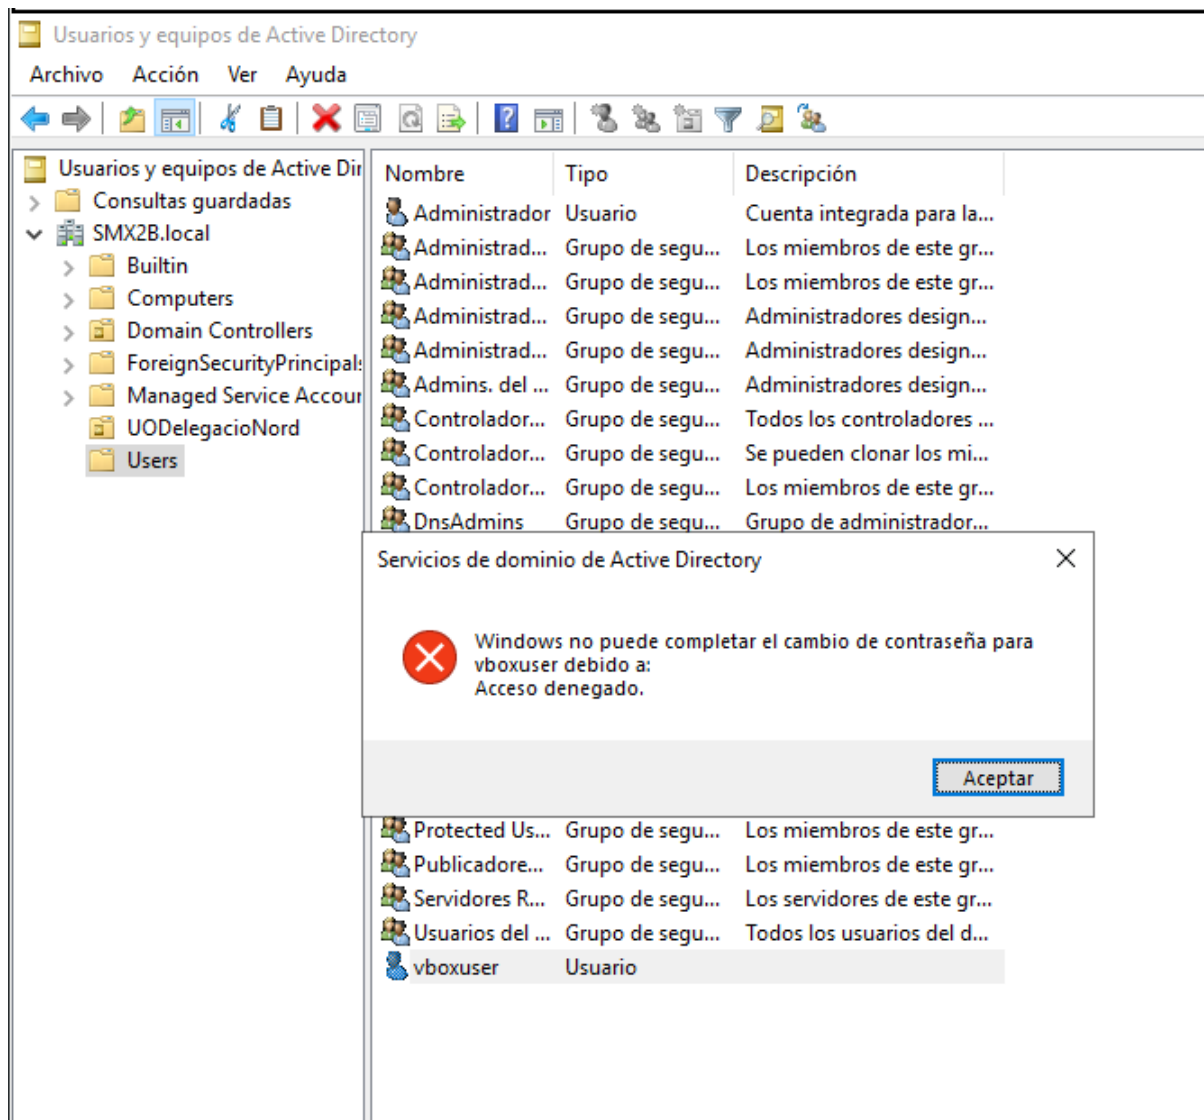 Usuarios y equipos de Active Directory
Archivo Acción Ver Ayuda
Usuarios y equipos de Active Dir
Consultas guardadas
SMX2B.local
Builtin
Computers
Domain Controllers
ForeignSecurityPrincipals
Managed Service Accour
UODelegacioNord
Users
Nombre Tipo Descripción
Administrador Usuario Cuenta integrada para la...
Administrad... Grupo de segu... Los miembros de este gr...
Administrad... Grupo de segu... Los miembros de este gr...
Administrad... Grupo de segu... Administradores design...
Administrad... Grupo de segu... Administradores design...
Admins. del ... Grupo de segu... Administradores design...
Controlador... Grupo de segu... Todos los controladores ...
Controlador... Grupo de segu... Se pueden clonar los mi...
Controlador... Grupo de segu... Los miembros de este gr...
DnsAdmins Grupo de segu... Grupo de administrador...
Servicios de dominio de Active Directory
Windows no puede completar el cambio de contraseña para
vboxuser debido a:
Acceso denegado.
Aceptar
Protected Us... Grupo de segu... Los miembros de este gr...
Publicadore... Grupo de segu... Los miembros de este gr...
Servidores R... Grupo de segu... Los servidores de este gr...
Usuarios del ... Grupo de segu... Todos los usuarios del d...
vboxuser Usuario